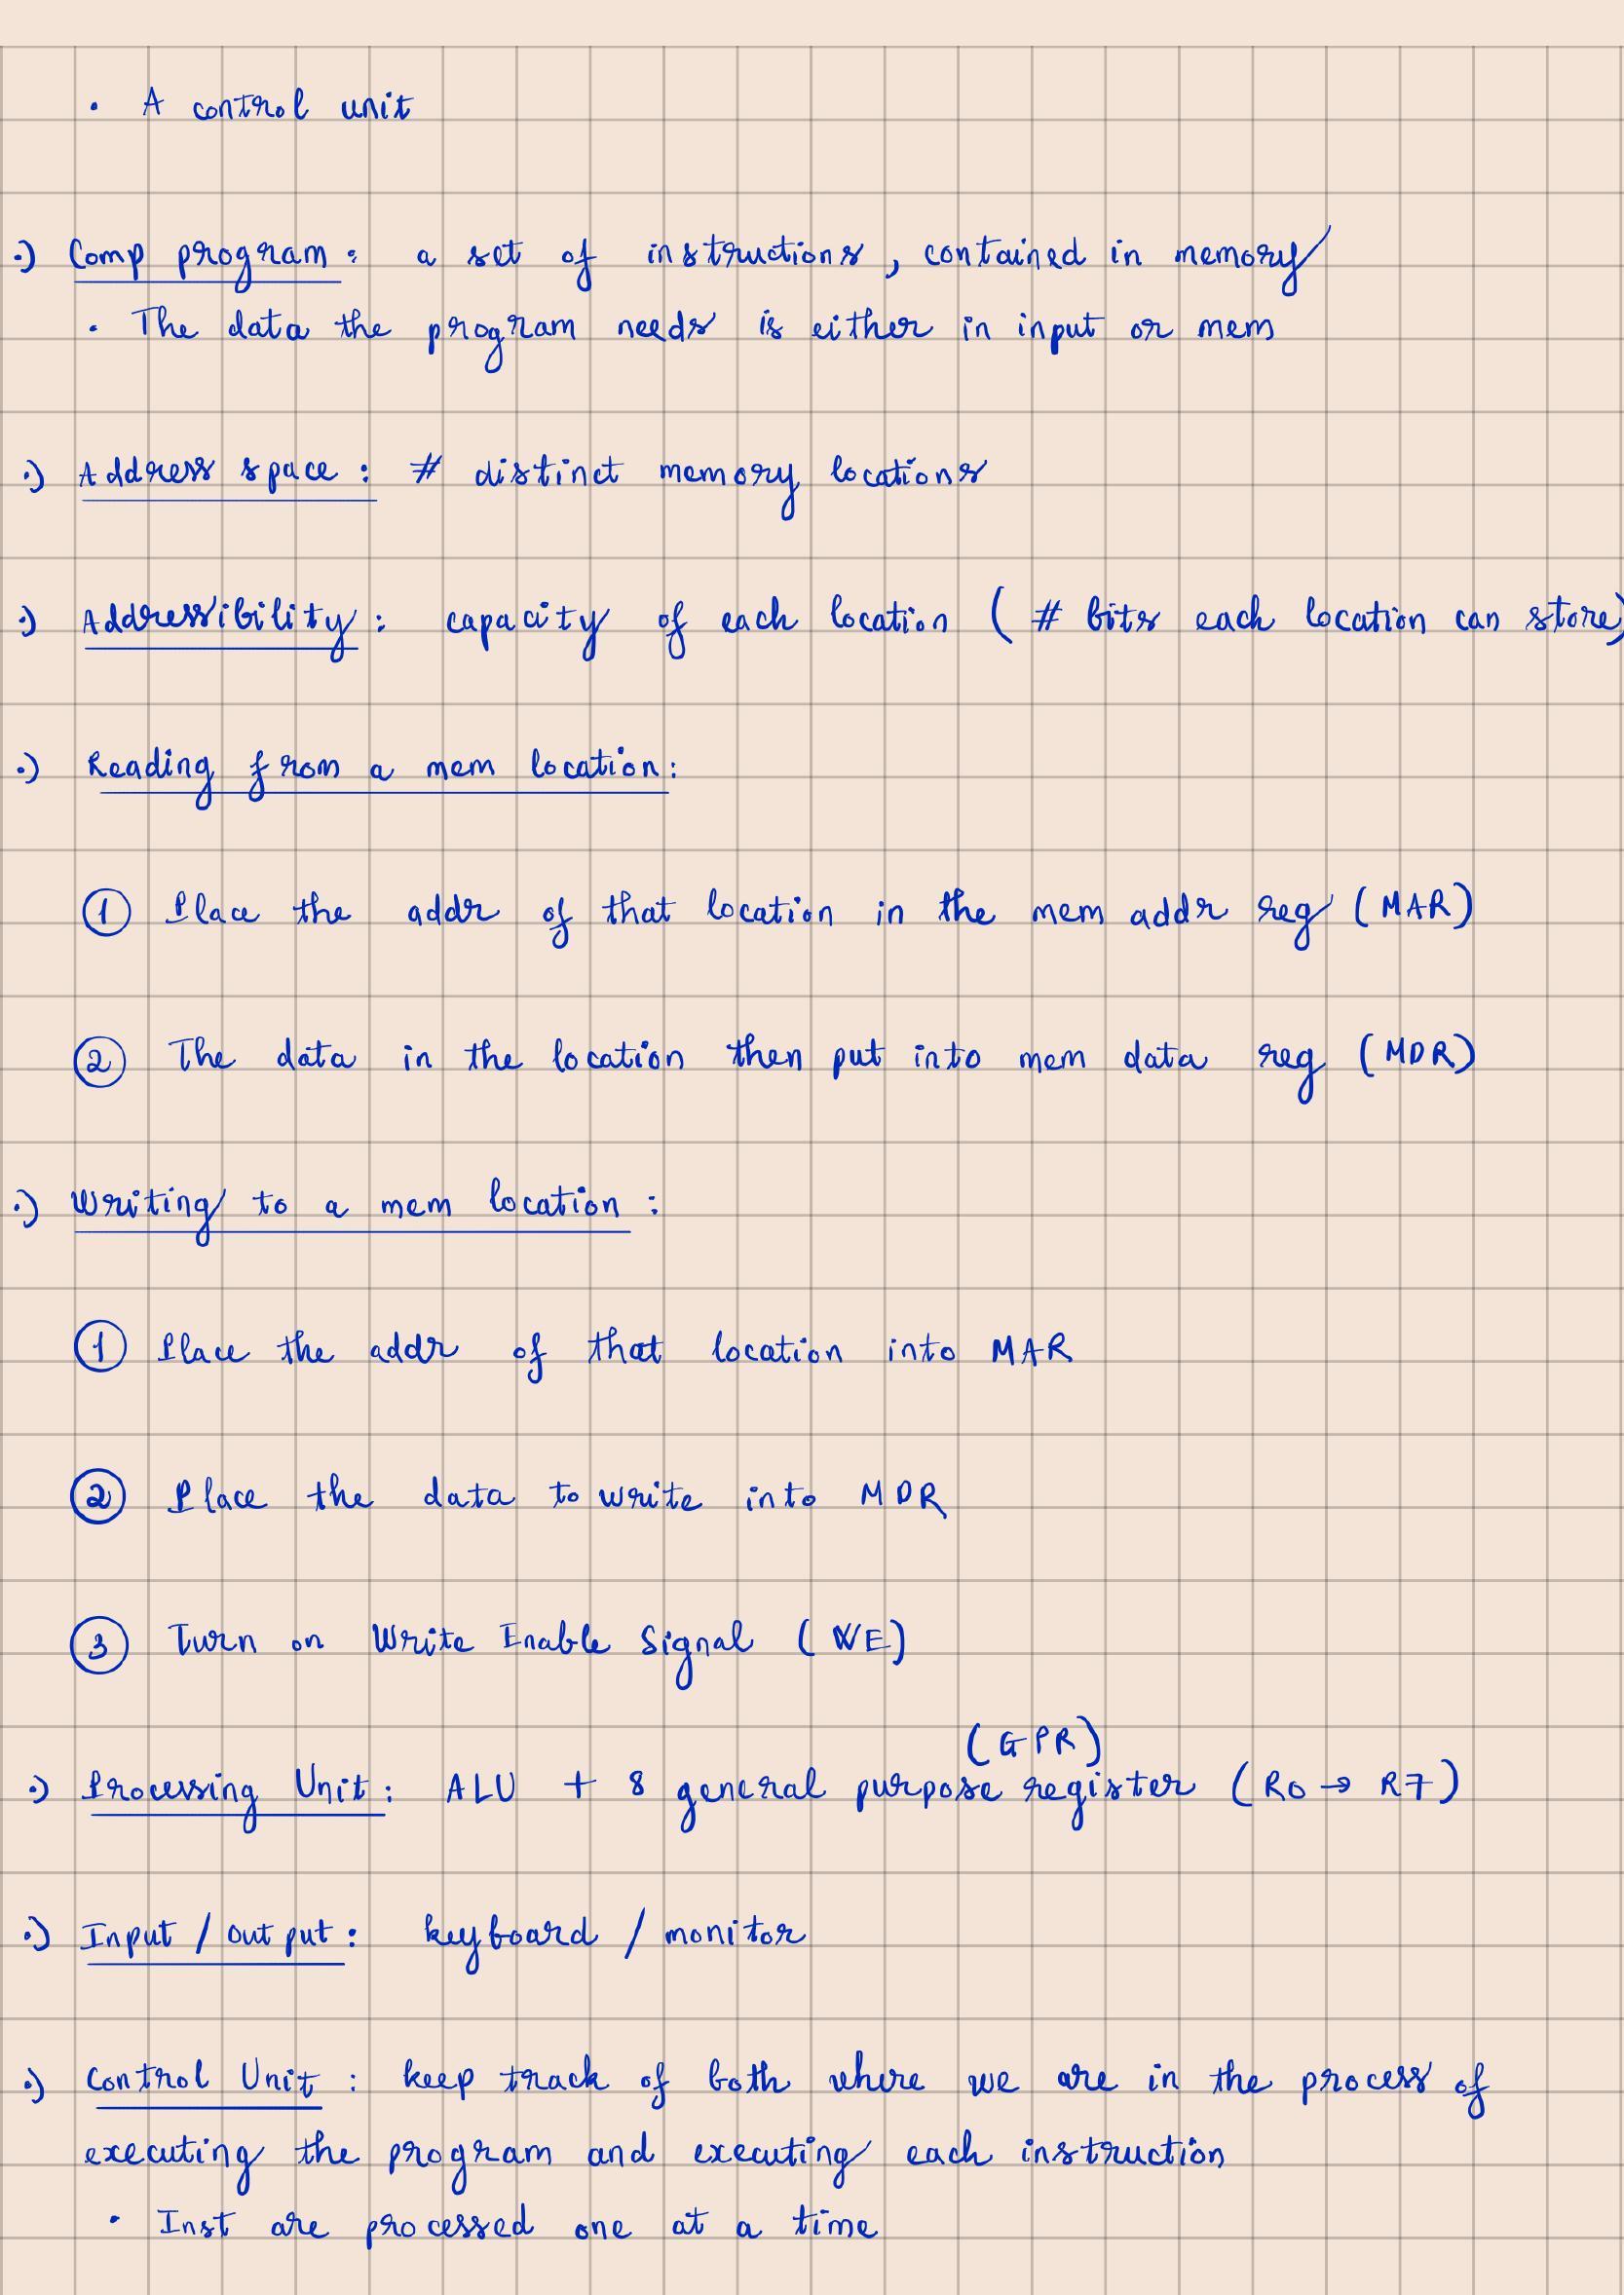 • A control unit
•) Comp program: a set of instructions, contained in memory
• The data the program needs is either in input or mem
•) Address space: # distinct memory locations
•) Addressibility: capacity of each location (# bits each location can store)
•) Reading from a mem location:
① Place the addr of that location in the mem addr reg (MAR)
② The data in the location then put into mem data reg (MDR)
•) Writing to a mem location:
① Place the addr of that location into MAR
② Place the data to write into MDR
③ Turn on Write Enable Signal (WE)
(GPR)
•) Processing Unit: ALU + 8 general purpose register (R0 → R7)
•) Input / Output: keyboard / monitor
•) Control Unit: keep track of both where we are in the process of
executing the program and executing each instruction
• Inst are processed one at a time